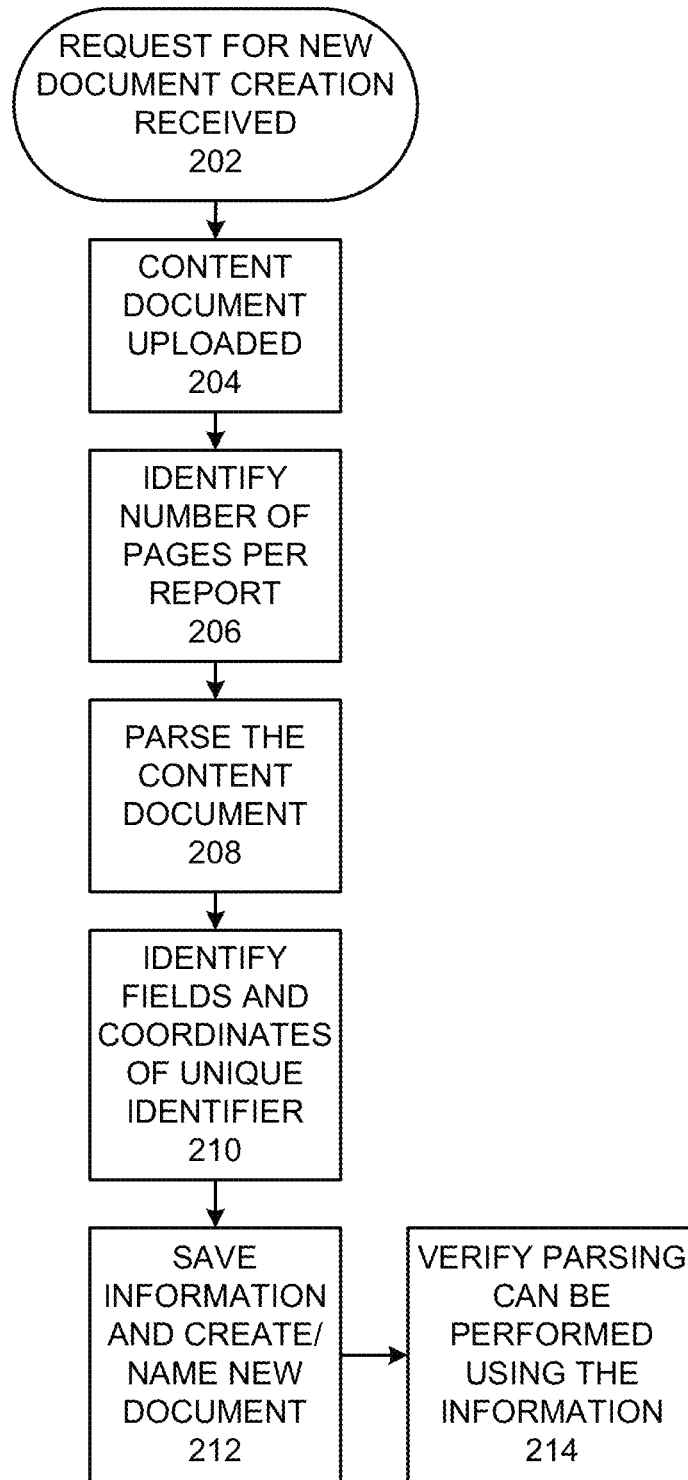 REQUEST FOR NEW
DOCUMENT CREATION
RECEIVED
202
CONTENT
DOCUMENT
UPLOADED
204
IDENTIFY
NUMBER OF
PAGES PER
REPORT
206
PARSE THE
CONTENT
DOCUMENT
208
IDENTIFY
FIELDS AND
COORDINATES
OF UNIQUE
IDENTIFIER
210
SAVE
INFORMATION
AND CREATE/
NAME NEW
DOCUMENT
212
VERIFY PARSING
CAN BE
PERFORMED
USING THE
INFORMATION
214